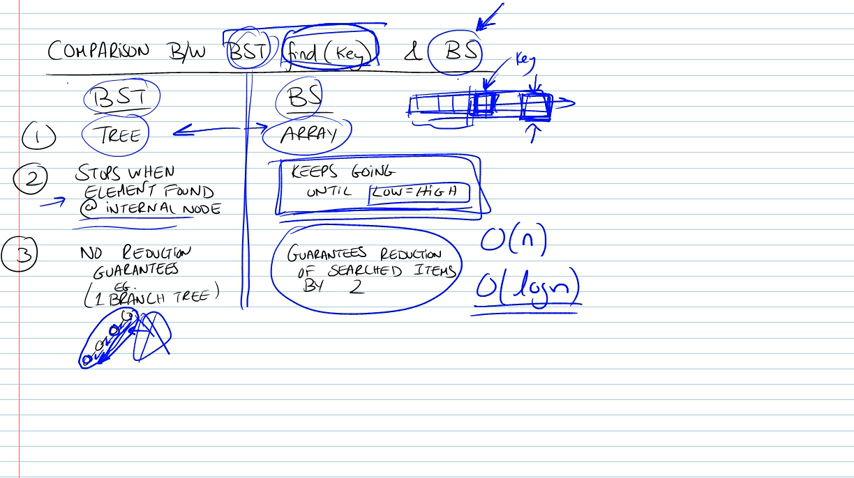 COMPARISON B/W BST find(key) & BS
key
BST
BS
1 TREE
ARRAY
2 STOPS WHEN
ELEMENT FOUND
@ INTERNAL NODE
KEEPS GOING
UNTIL LOW=HIGH
3 NO REDUCTION
GUARANTEES
(eg.
1 BRANCH TREE)
GUARANTEES REDUCTION
OF SEARCHED ITEMS
BY 2
O(n)
O(logn)